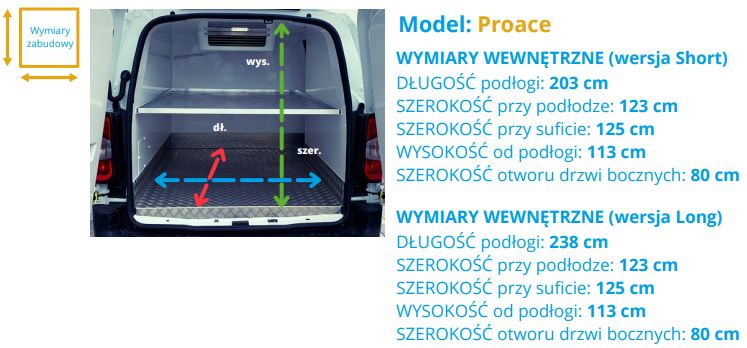 Wymiary
zabudowy
wys.
dł.
szer.
Model: Proace
WYMIARY WEWNĘTRZNE (wersja Short)
DŁUGOŚĆ podłogi: 203 cm
SZEROKOŚĆ przy podłodze: 123 cm
SZEROKOŚĆ przy suficie: 125 cm
WYSOKOŚĆ od podłogi: 113 cm
SZEROKOŚĆ otworu drzwi bocznych: 80 cm
WYMIARY WEWNĘTRZNE (wersja Long)
DŁUGOŚĆ podłogi: 238 cm
SZEROKOŚĆ przy podłodze: 123 cm
SZEROKOŚĆ przy suficie: 125 cm
WYSOKOŚĆ od podłogi: 113 cm
SZEROKOŚĆ otworu drzwi bocznych: 80 cm